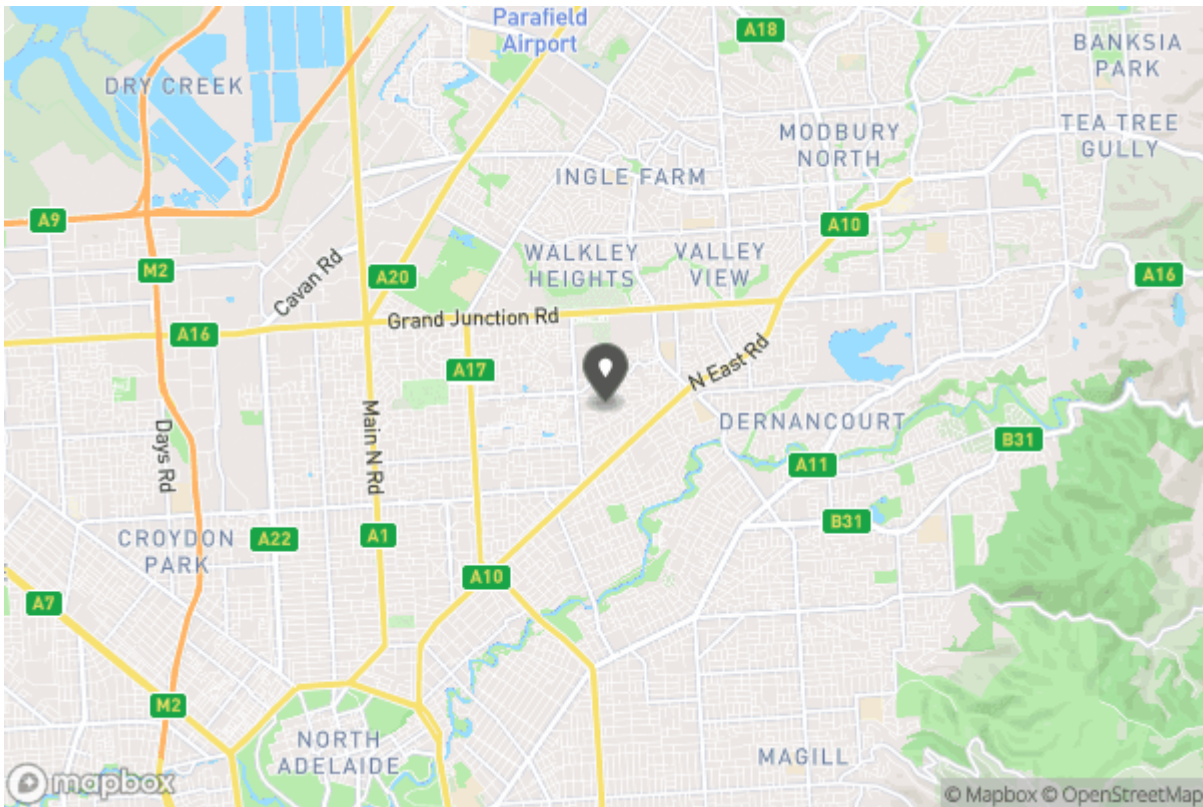 Parafield
Airport
A18
BANKSIA
PARK
DRY CREEK
MODBURY
NORTH
TEA TREE
GULLY
INGLE FARM
A9
A10
WALKLEY
HEIGHTS
VALLEY
VIEW
M2
Cavan Rd
A20
A16
Grand Junction Rd
A16
A17
N East Rd
Main N Rd
Days Rd
DERNANCOURT
B31
A11
CROYDON
PARK
A22
A1
B31
A10
A7
M2
NORTH
ADELAIDE
MAGILL
mapbox
© Mapbox © OpenStreetMap